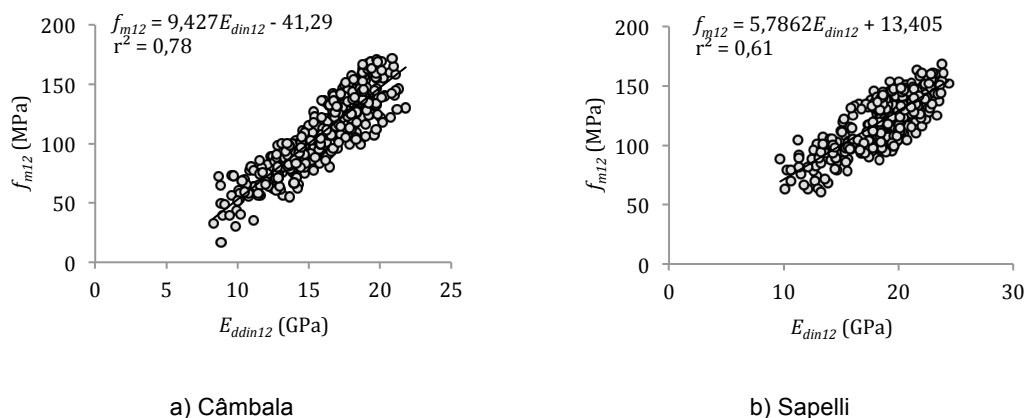 f_m12 = 9,427E_din12 - 41,29
r² = 0,78
200
150
100
50
0
f_m12 (MPa)
0 5 10 15 20 25
E_ddin12 (GPa)
a) Câmbala
f_m12 = 5,7862E_din12 + 13,405
r² = 0,61
200
150
100
50
0
f_m12 (MPa)
0 10 20 30
E_din12 (GPa)
b) Sapelli